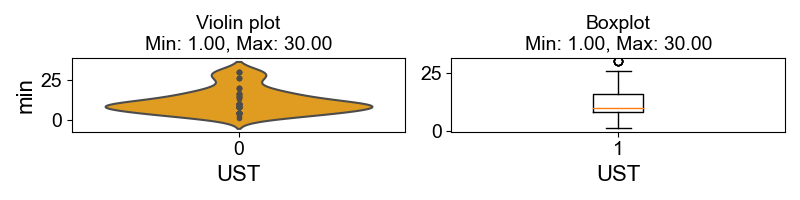 Violin plot
Min: 1.00, Max: 30.00
min
25
0
0
UST
Boxplot
Min: 1.00, Max: 30.00
25
0
1
UST